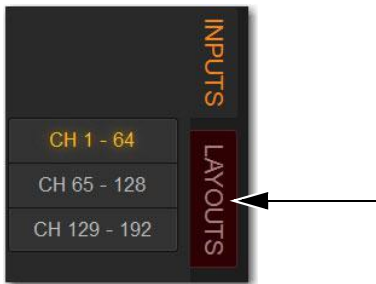 INPUTS
CH 1 - 64
CH 65 - 128
CH 129 - 192
LAYOUTS